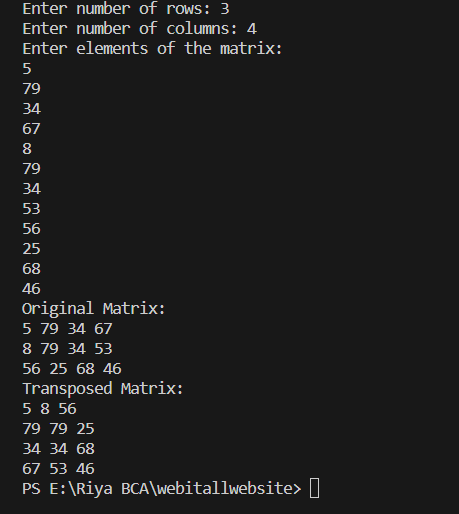 Enter number of rows: 3
Enter number of columns: 4
Enter elements of the matrix:
5
79
34
67
8
79
34
53
56
25
68
46
Original Matrix:
5 79 34 67
8 79 34 53
56 25 68 46
Transposed Matrix:
5 8 56
79 79 25
34 34 68
67 53 46
PS E:\Riya BCA\webitallwebsite>